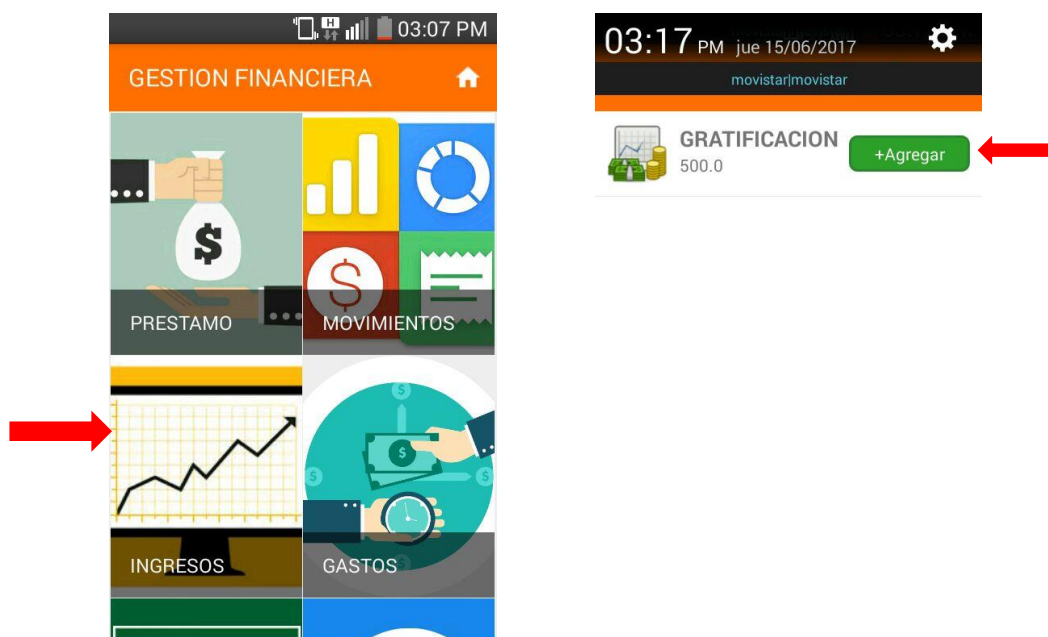 H 03:07 PM
GESTION FINANCIERA
$
PRESTAMO
$
MOVIMIENTOS
INGRESOS
$
$
$
$
GASTOS
03:17 PM jue 15/06/2017
movistar|movistar
GRATIFICACION
500.0
+Agregar